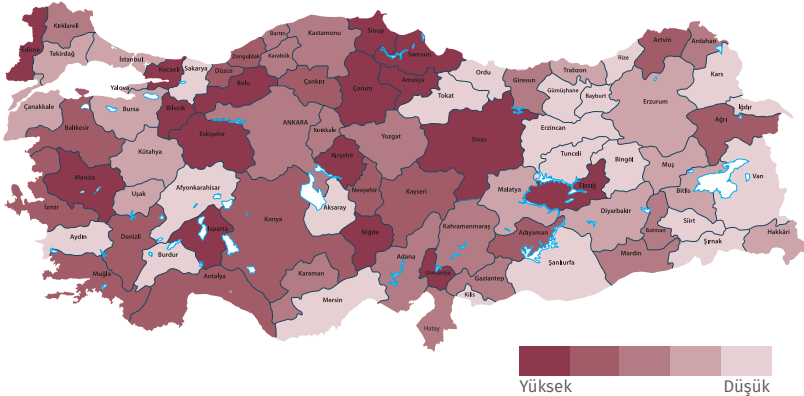 Edirne
Kırklareli
Tekirdağ
İstanbul
Yalova
Kocaeli
Sakarya
Düzce
Zonguldak
Bartın
Karabük
Kastamonu
Sinop
Samsun
Bolu
Çankırı
Çorum
Amasya
Tokat
Ordu
Giresun
Trabzon
Gümüşhane
Bayburt
Rize
Artvin
Ardahan
Kars
Iğdır
Ağrı
Erzurum
Erzincan
Tunceli
Bingöl
Muş
Bitlis
Van
Hakkâri
Şırnak
Siirt
Batman
Mardin
Diyarbakır
Elazığ
Malatya
Adıyaman
Şanlıurfa
Gaziantep
Kilis
Hatay
Osmaniye
Kahramanmaraş
Adana
Mersin
Niğde
Kayseri
Sivas
Yozgat
Nevşehir
Kırşehir
Kırıkkale
ANKARA
Aksaray
Konya
Karaman
Antalya
Isparta
Burdur
Afyonkarahisar
Eskişehir
Bilecik
Bursa
Kütahya
Uşak
Denizli
Muğla
Aydın
İzmir
Manisa
Balıkesir
Çanakkale
Yüksek
Düşük